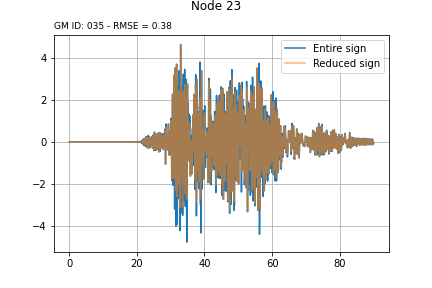 Node 23
GM ID: 035 - RMSE = 0.38
Entire sign
Reduced sign
4
2
0
−2
−4
0 20 40 60 80